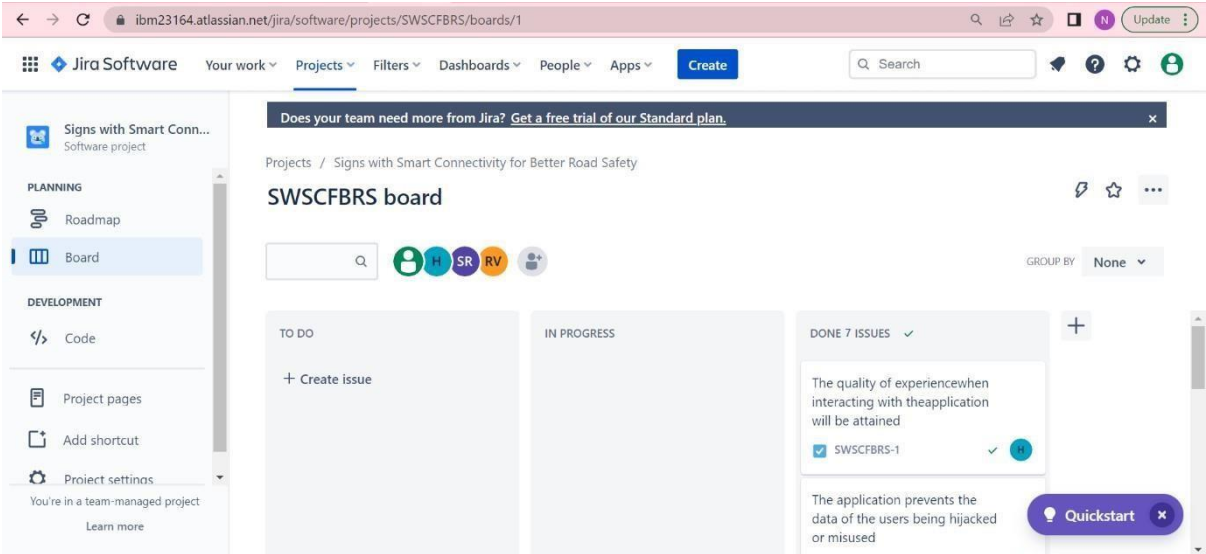 ibm23164.atlassian.net/jira/software/projects/SWSCFBRS/boards/1
N
Update
Jira Software
Your work
Projects
Filters
Dashboards
People
Apps
Create
Search
Signs with Smart Conn...
Software project
PLANNING
Roadmap
Board
DEVELOPMENT
Code
Project pages
Add shortcut
Project settings
You're in a team-managed project
Learn more
Does your team need more from Jira? Get a free trial of our Standard plan.
Projects / Signs with Smart Connectivity for Better Road Safety
SWSCFBRS board
H SR RV
GROUP BY None
TO DO
+ Create issue
IN PROGRESS
DONE 7 ISSUES
The quality of experiencewhen
interacting with theapplication
will be attained
SWSCFBRS-1
H
The application prevents the
data of the users being hijacked
or misused
Quickstart